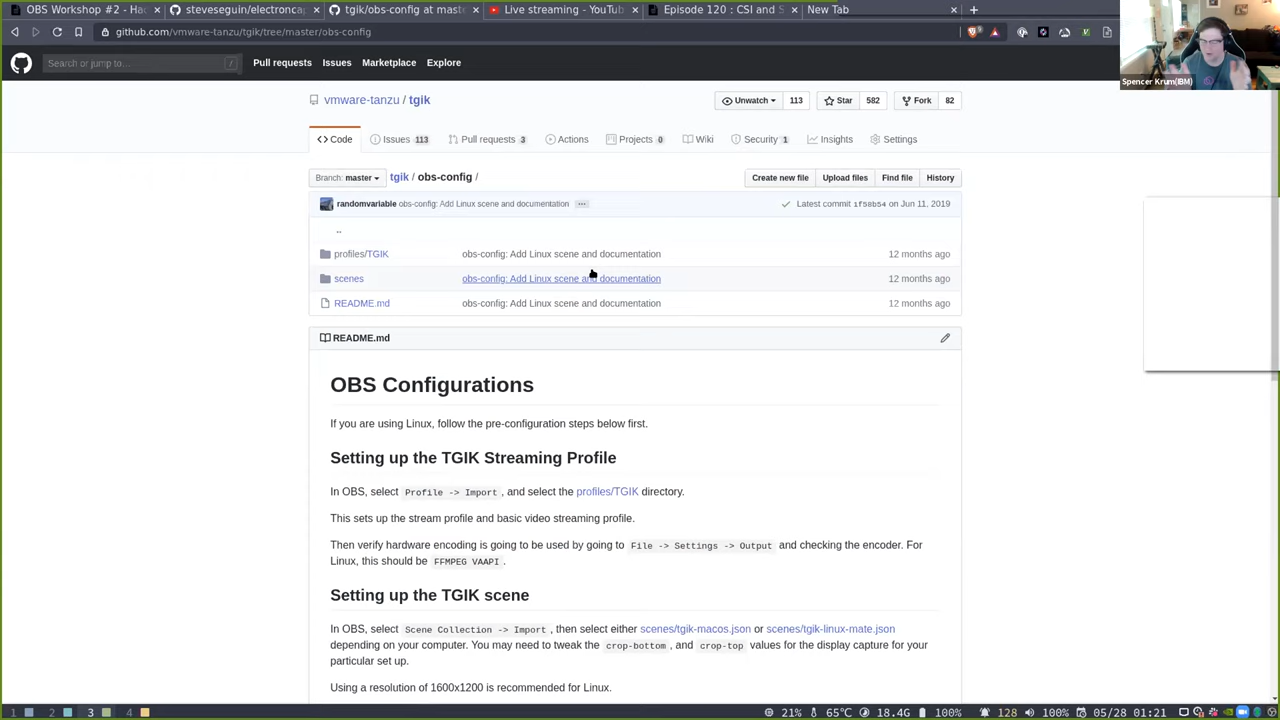 OBS Workshop #2 - Ha
steveseguin/electroncap
tgik/obs-config at maste
Live streaming - YouTub
Episode 120 : CSI and S
New Tab
github.com/vmware-tanzu/tgik/tree/master/obs-config
Spencer Krum(IBM)
Search or jump to...
/
Pull requests
Issues
Marketplace
Explore
vmware-tanzu / tgik
Unwatch
113
Star
582
Fork
82
Code
Issues 113
Pull requests 3
Actions
Projects 0
Wiki
Security 1
Insights
Settings
Branch: master
tgik / obs-config /
Create new file
Upload files
Find file
History
randomvariable obs-config: Add Linux scene and documentation
Latest commit 1f58b54 on Jun 11, 2019
..
profiles/TGIK
obs-config: Add Linux scene and documentation
12 months ago
scenes
obs-config: Add Linux scene and documentation
12 months ago
README.md
obs-config: Add Linux scene and documentation
12 months ago
README.md
OBS Configurations
If you are using Linux, follow the pre-configuration steps below first.
Setting up the TGIK Streaming Profile
In OBS, select Profile -> Import, and select the profiles/TGIK directory.
This sets up the stream profile and basic video streaming profile.
Then verify hardware encoding is going to be used by going to File -> Settings -> Output and checking the encoder. For
Linux, this should be FFMPEG VAAPI.
Setting up the TGIK scene
In OBS, select Scene Collection -> Import, then select either scenes/tgik-macos.json or scenes/tgik-linux-mate.json
depending on your computer. You may need to tweak the crop-bottom, and crop-top values for the display capture for your
particular set up.
Using a resolution of 1600x1200 is recommended for Linux.
1
2
3
4
21%
65℃
18.4G
100%
128
100%
05/28
01:21